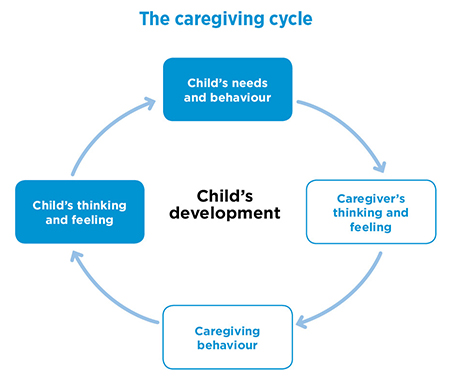 The caregiving cycle
Child's needs
and behaviour
Child's thinking
and feeling
Child's
development
Caregiver's
thinking and
feeling
Caregiving
behaviour